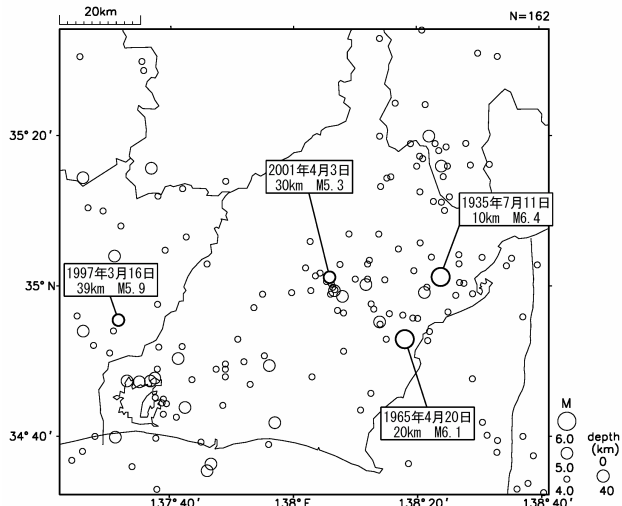 20km
N=162
35°20'
2001年4月3日
30km M5.3
1935年7月11日
10km M6.4
35°N
1997年3月16日
39km M5.9
1965年4月20日
20km M6.1
34°40'
137°40'
138°E
138°20'
138°40'
M
6.0
5.0
4.0
depth
(km)
0
40